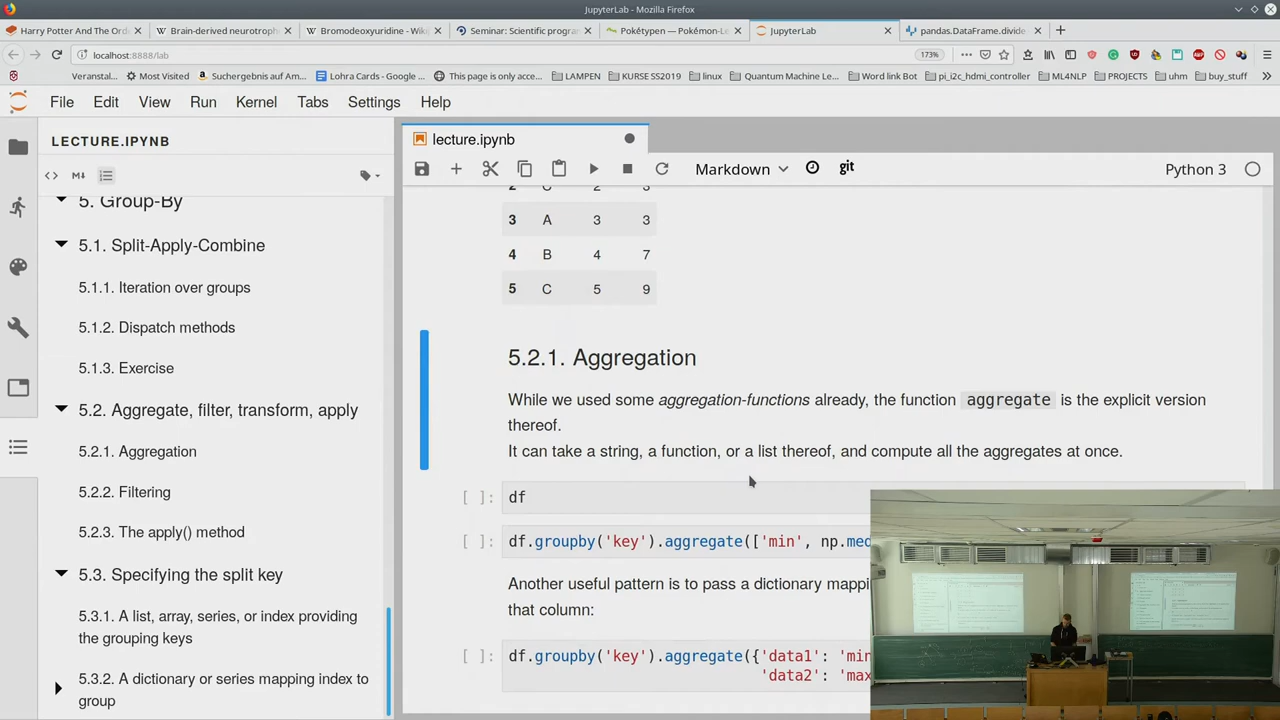 JupyterLab - Mozilla Firefox
Harry Potter And The Ord
Brain-derived neurotroph
Bromodeoxyuridine - Wiki
Seminar: Scientific progra
Pokétypen — Pokémon-Le
JupyterLab
pandas.DataFrame.divide
localhost:8888/lab
173%
Veranstal...
Most Visited
Suchergebnis auf Am...
Lohra Cards - Google ...
This page is only acce...
LAMPEN
KURSE SS2019
linux
Quantum Machine Le...
Word link Bot
pi_i2c_hdmi_controller
ML4NLP
PROJECTS
uhm
buy_stuff
File Edit View Run Kernel Tabs Settings Help
LECTURE.IPYNB
5. Group-By
5.1. Split-Apply-Combine
5.1.1. Iteration over groups
5.1.2. Dispatch methods
5.1.3. Exercise
5.2. Aggregate, filter, transform, apply
5.2.1. Aggregation
5.2.2. Filtering
5.2.3. The apply() method
5.3. Specifying the split key
5.3.1. A list, array, series, or index providing
the grouping keys
5.3.2. A dictionary or series mapping index to
group
lecture.ipynb
Markdown
git
Python 3
2 C 2 3
3 A 3 3
4 B 4 7
5 C 5 9
5.2.1. Aggregation
While we used some aggregation-functions already, the function aggregate is the explicit version
thereof.
It can take a string, a function, or a list thereof, and compute all the aggregates at once.
[ ]: df
[ ]: df.groupby('key').aggregate(['min', np.med
Another useful pattern is to pass a dictionary mappi
that column:
[ ]: df.groupby('key').aggregate({'data1': 'min
'data2': 'max